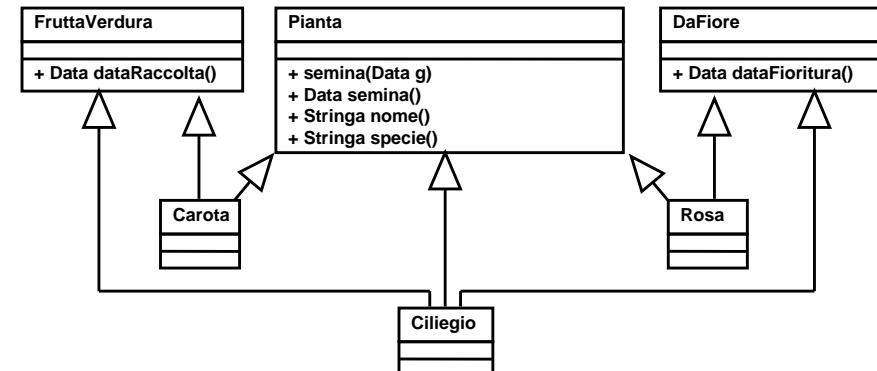 FruttaVerdura
+ Data dataRaccolta()
Pianta
+ semina(Data g)
+ Data semina()
+ Stringa nome()
+ Stringa specie()
DaFiore
+ Data dataFioritura()
Carota
Rosa
Ciliegio